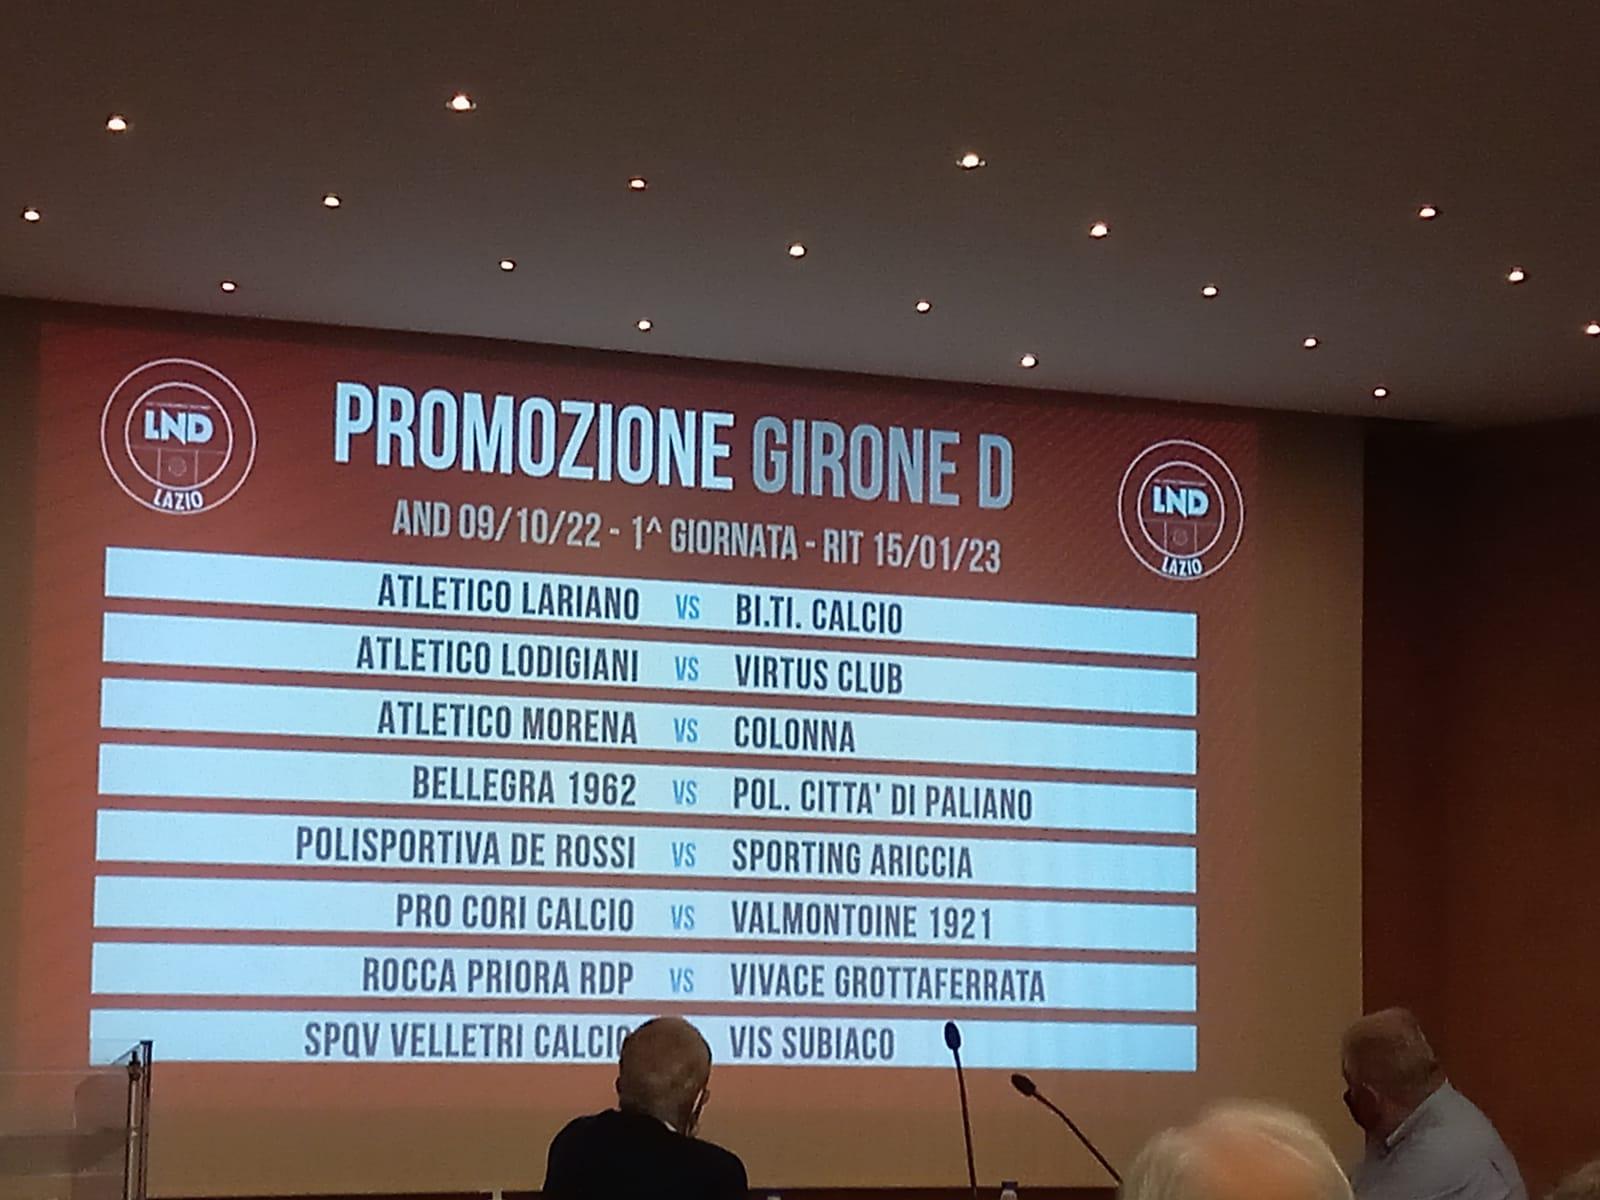 LND
LAZIO
PROMOZIONE GIRONE D
LND
LAZIO
AND 09/10/22 - 1^ GIORNATA - RIT 15/01/23
ATLETICO LARIANO VS BI.TI. CALCIO
ATLETICO LODIGIANI VS VIRTUS CLUB
ATLETICO MORENA VS COLONNA
BELLEGRA 1962 VS POL. CITTA' DI PALIANO
POLISPORTIVA DE ROSSI VS SPORTING ARICCIA
PRO CORI CALCIO VS VALMONTOINE 1921
ROCCA PRIORA RDP VS VIVACE GROTTAFERRATA
SPQV VELLETRI CALCIO VIS SUBIACO